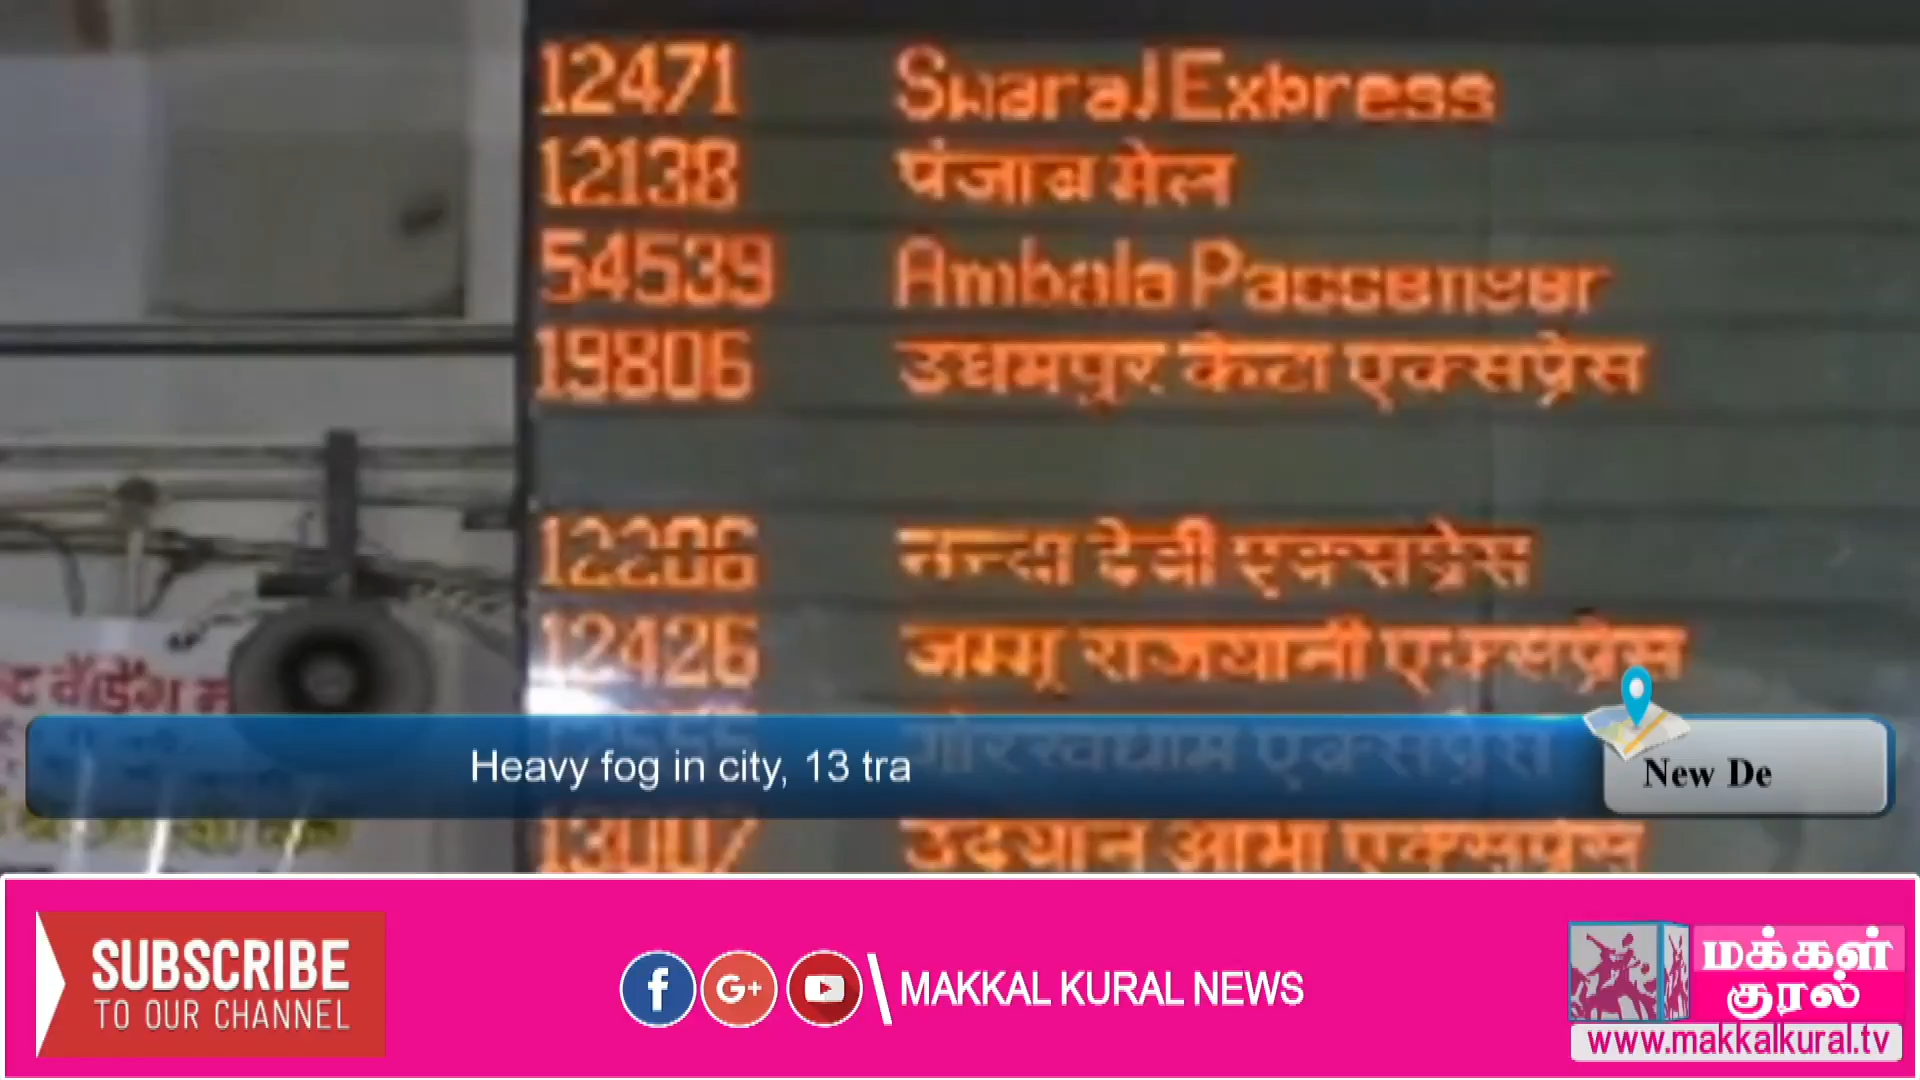 12471 Swaraj Express
12138 पंजाब मेल
54539 Ambala Passenger
19806 उधमपुर कोटा एक्सप्रेस
12206 नन्दा देवी एक्सप्रेस
12426 जम्मू राजधानी एक्सप्रेस
ट वेंडिंग म
गोरखधाम एक्सप्रेस
Heavy fog in city, 13 tra
New De
13007 उदयान आभा एक्सप्रेस
SUBSCRIBE
TO OUR CHANNEL
MAKKAL KURAL NEWS
மக்கள்
குரல்
www.makkalkural.tv